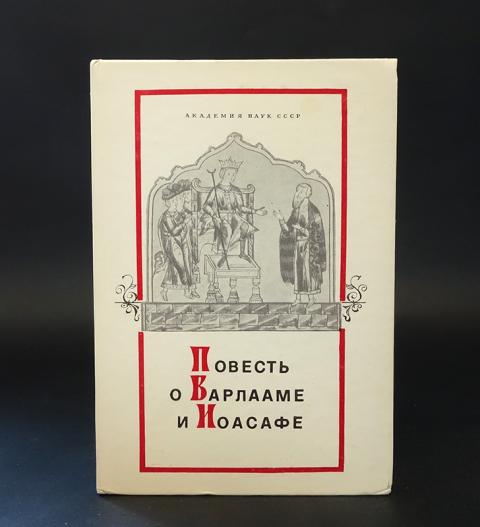 АКАДЕМИЯ НАУК СССР
ПОВЕСТЬ
О ВАРЛААМЕ
И ИОАСАФЕ